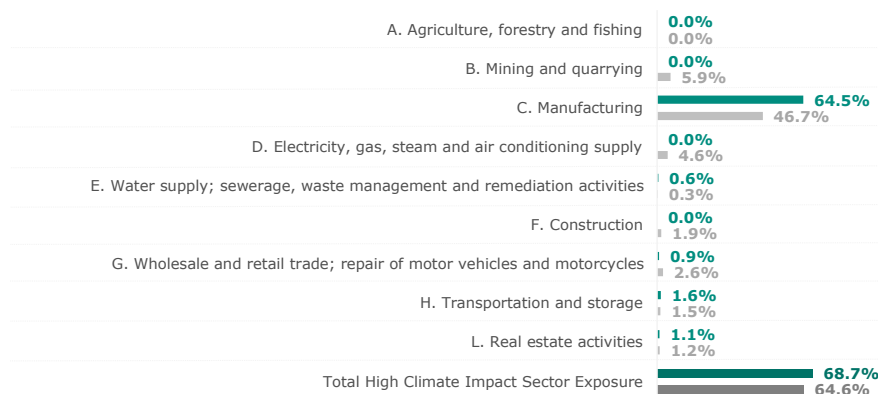 A. Agriculture, forestry and fishing 0.0%
0.0%
B. Mining and quarrying 0.0%
5.9%
C. Manufacturing 64.5%
46.7%
D. Electricity, gas, steam and air conditioning supply 0.0%
4.6%
E. Water supply; sewerage, waste management and remediation activities 0.6%
0.3%
F. Construction 0.0%
1.9%
G. Wholesale and retail trade; repair of motor vehicles and motorcycles 0.9%
2.6%
H. Transportation and storage 1.6%
1.5%
L. Real estate activities 1.1%
1.2%
Total High Climate Impact Sector Exposure 68.7%
64.6%